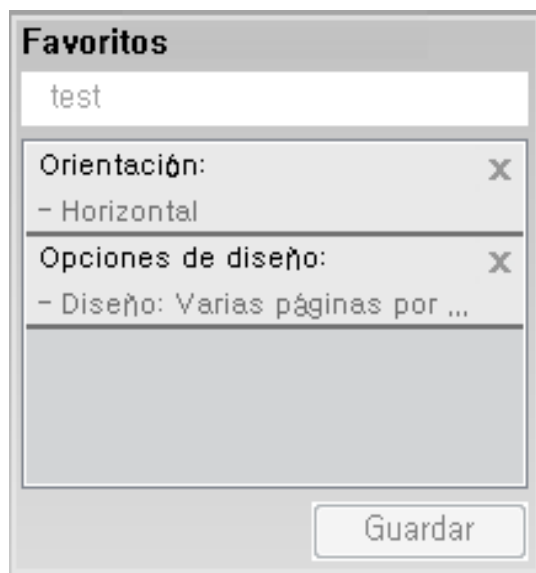 Favoritos
test
Orientación:
x
- Horizontal
Opciones de diseño:
x
- Diseño: Varias páginas por ...
Guardar